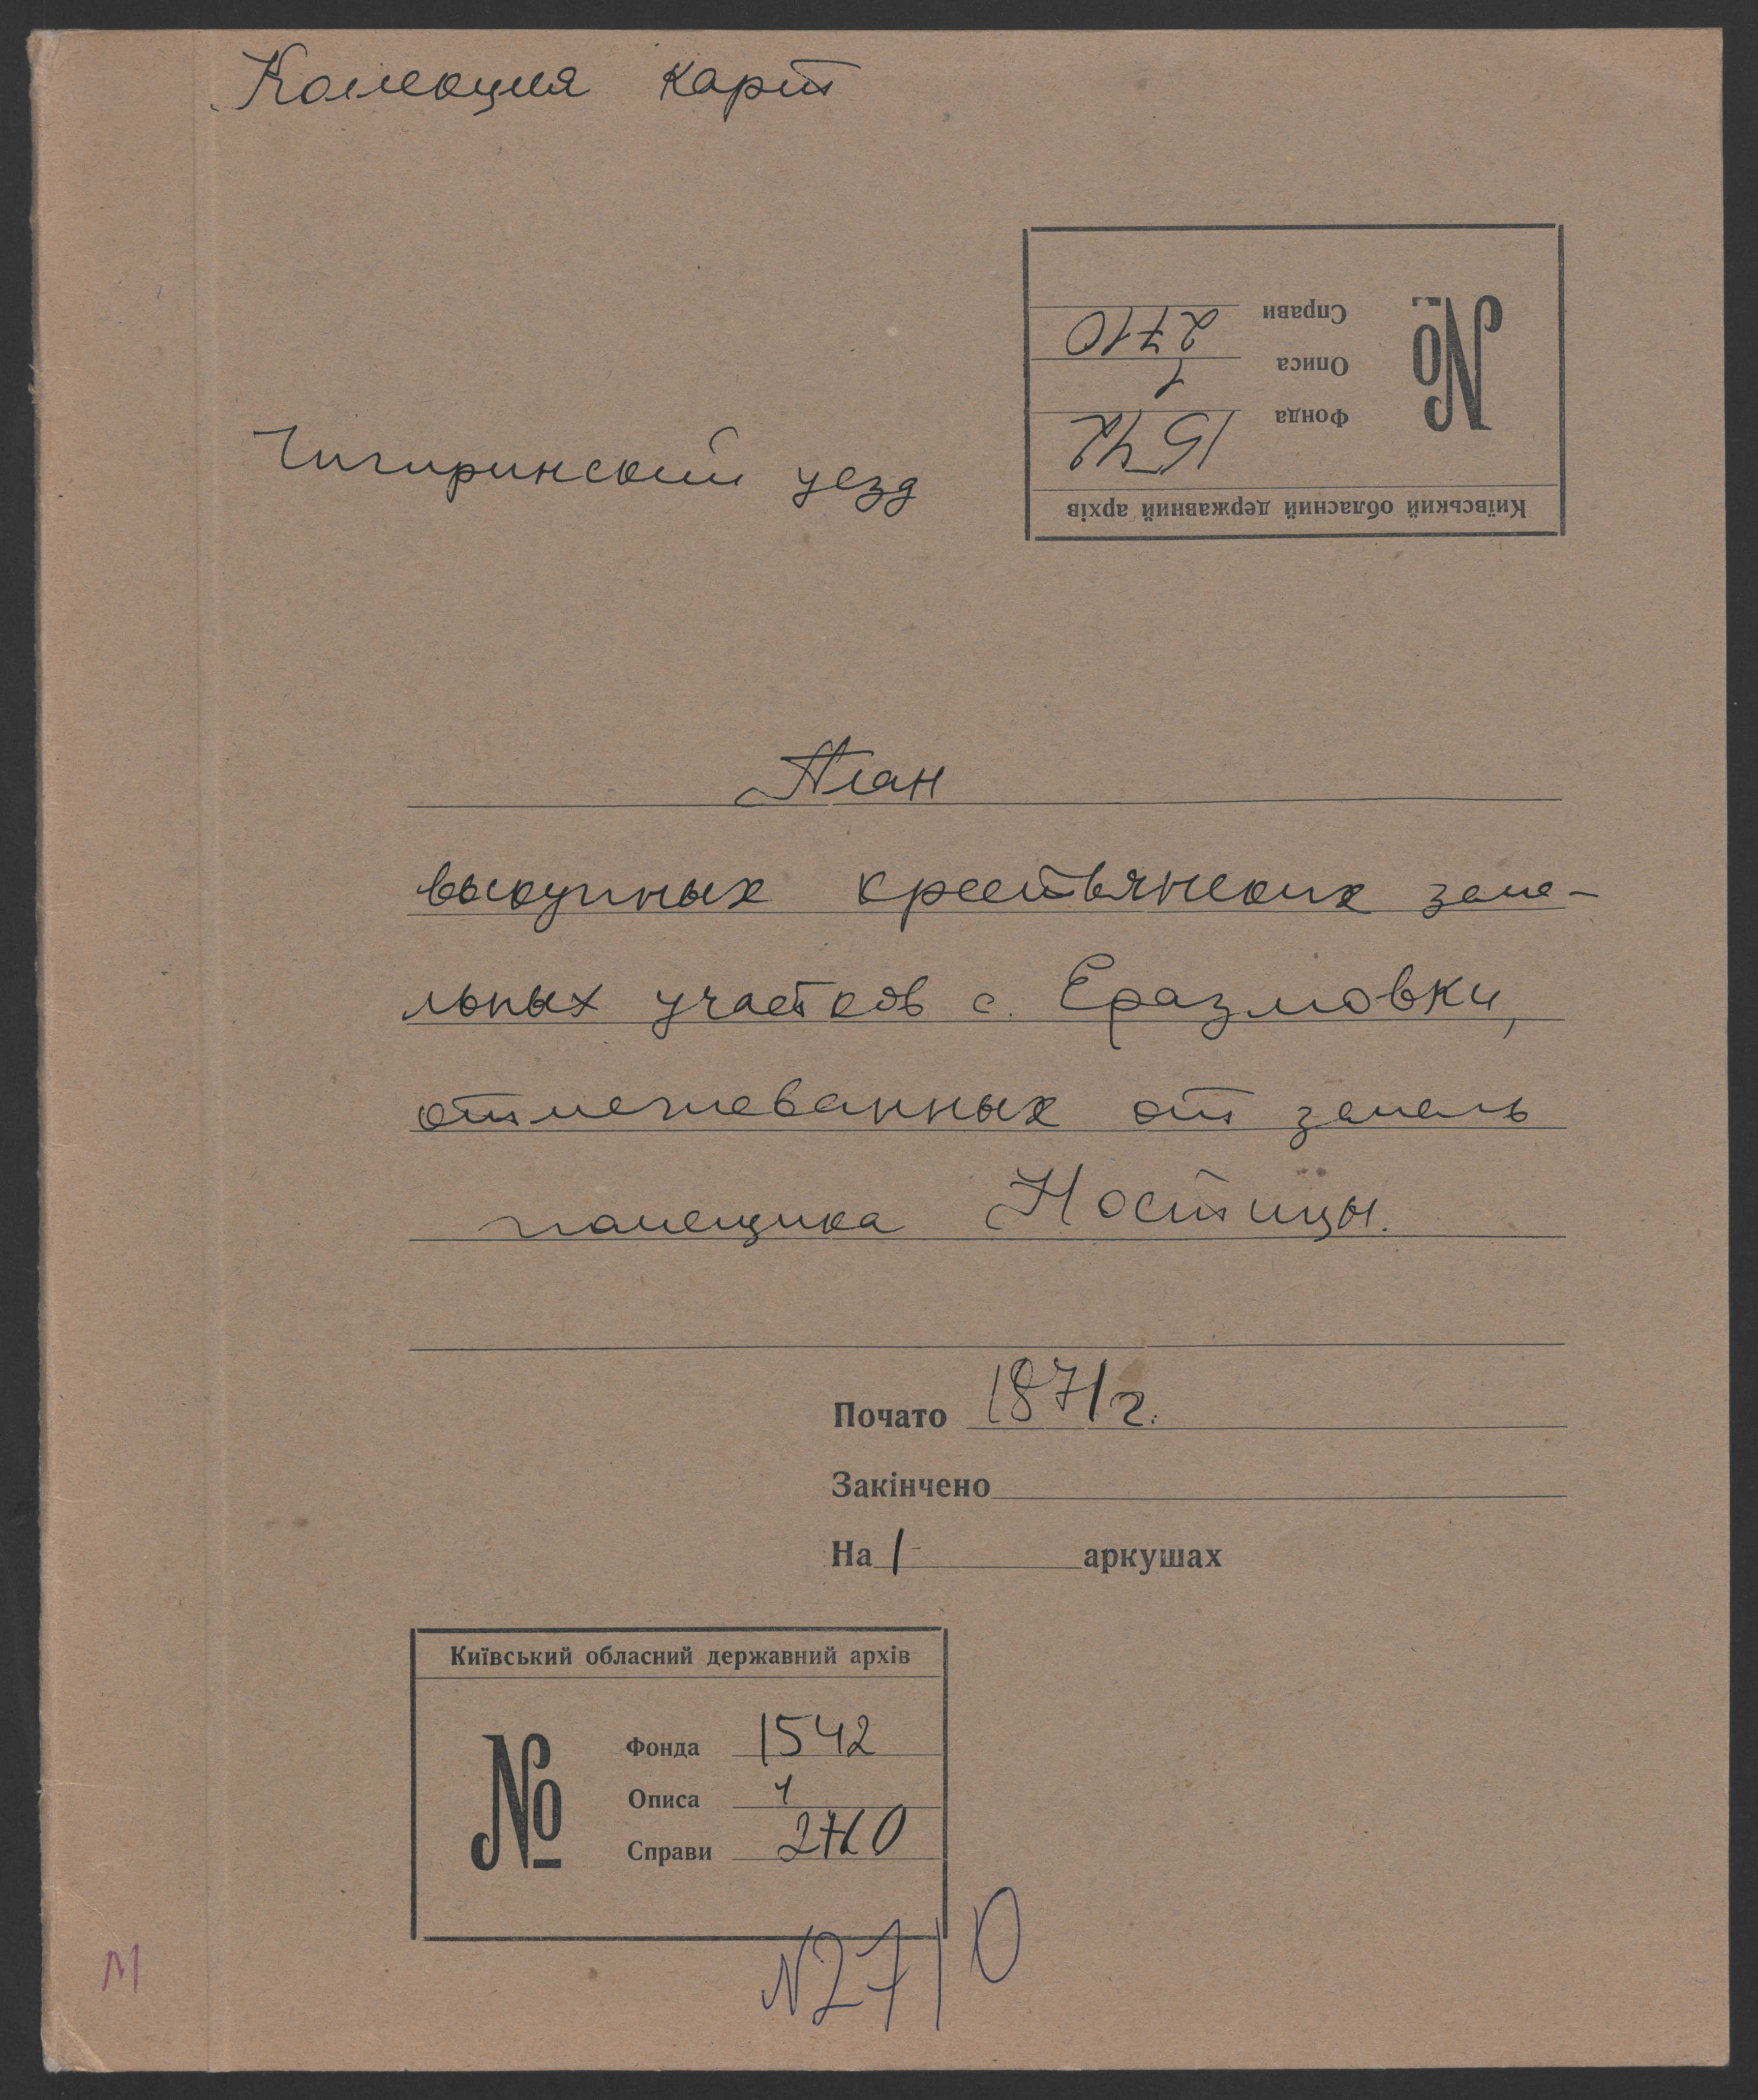 Коллекция карт
Справи 2710
Описа 1
Фонда 1542
№
Київський обласний державний архів
Чигиринский уезд
План
выкупных крестьянских земе-
льных участков с. Еразмовки,
отмежеванных от земель
помещика Ностицы.
Почато 1871 г.
Закінчено
На 1 аркушах
Київський обласний державний архів
№
Фонда 1542
Описа 1
Справи 2710
N2710
М